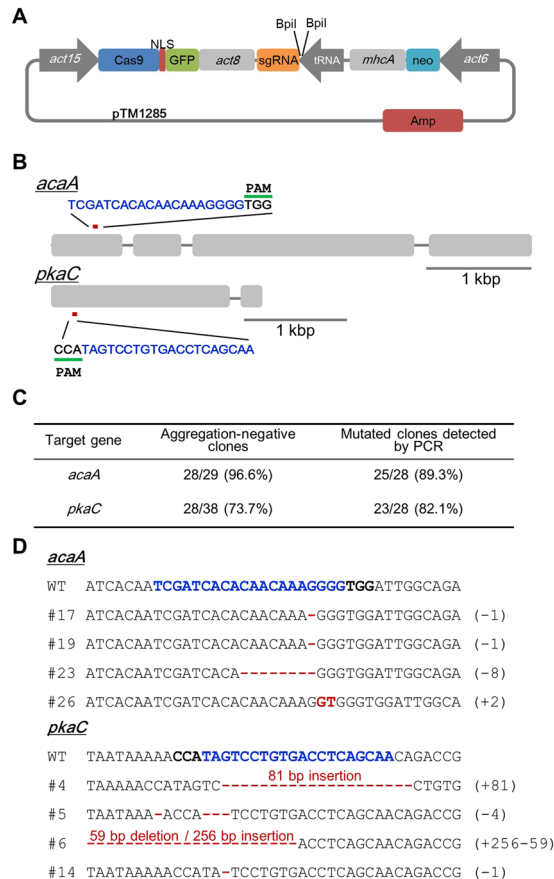 A
BpiI BpiI
NLS
act15 Cas9 GFP act8 sgRNA tRNA mhcA neo act6
pTM1285
Amp
B
acaA
PAM
TCGATCACACAACAAAGGGGTGG
1 kbp
pkaC
1 kbp
CCATAGTCCTGTGACCTCAGCAA
PAM
C
Target gene Aggregation-negative clones Mutated clones detected by PCR
acaA 28/29 (96.6%) 25/28 (89.3%)
pkaC 28/38 (73.7%) 23/28 (82.1%)
D
acaA
WT ATCACAATCGATCACACAACAAAGGGGTGGATTGGCAGA
#17 ATCACAATCGATCACACAACAAA-GGGTGGATTGGCAGA (-1)
#19 ATCACAATCGATCACACAACAAA-GGGTGGATTGGCAGA (-1)
#23 ATCACAATCGATCACA--------GGGTGGATTGGCAGA (-8)
#26 ATCACAATCGATCACACAACAAAGGTGGGTGGATTGGCA (+2)
pkaC
WT TAATAAAAACCATAGTCCTGTGACCTCAGCAACAGACCG
81 bp insertion
#4 TAAAAACCATAGTC---------------------CTGTG (+81)
#5 TAATAAA-ACCA---TCCTGTGACCTCAGCAACAGACCG (-4)
59 bp deletion / 256 bp insertion
#6 -----------------------ACCTCAGCAACAGACCG (+256-59)
#14 TAATAAAAACCATA-TCCTGTGACCTCAGCAACAGACCG (-1)